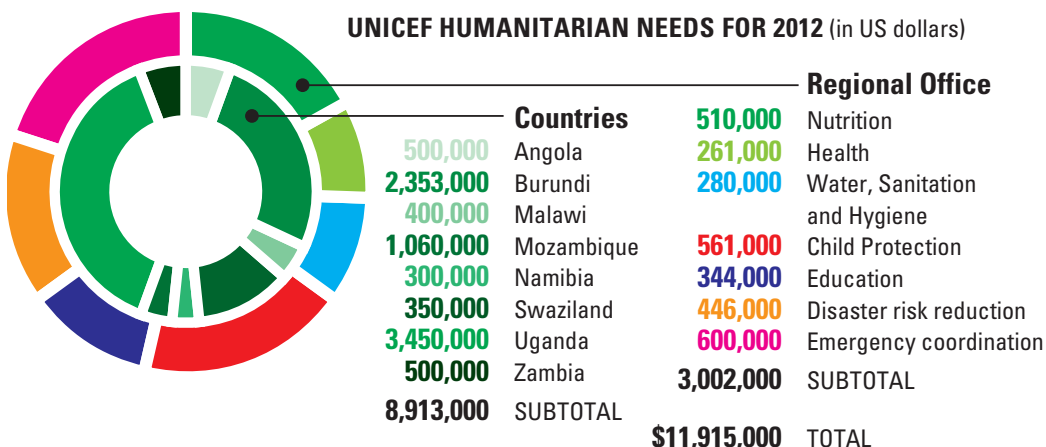 UNICEF HUMANITARIAN NEEDS FOR 2012 (in US dollars)
Countries
500,000 Angola
2,353,000 Burundi
400,000 Malawi
1,060,000 Mozambique
300,000 Namibia
350,000 Swaziland
3,450,000 Uganda
500,000 Zambia
8,913,000 SUBTOTAL
Regional Office
510,000 Nutrition
261,000 Health
280,000 Water, Sanitation
and Hygiene
561,000 Child Protection
344,000 Education
446,000 Disaster risk reduction
600,000 Emergency coordination
3,002,000 SUBTOTAL
$11,915,000 TOTAL